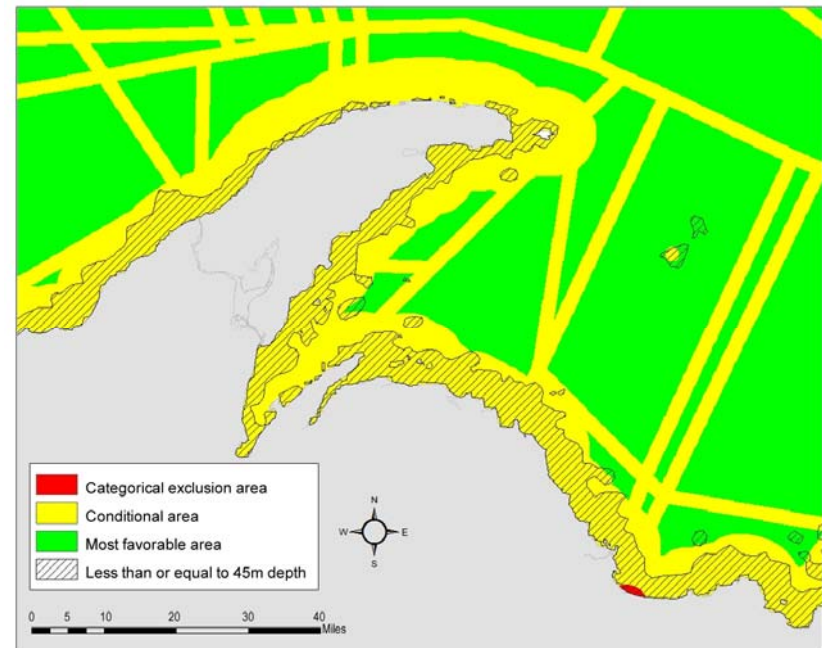 Categorical exclusion area
Conditional area
Most favorable area
Less than or equal to 45m depth
N
W E
S
0 5 10 20 30 40
Miles